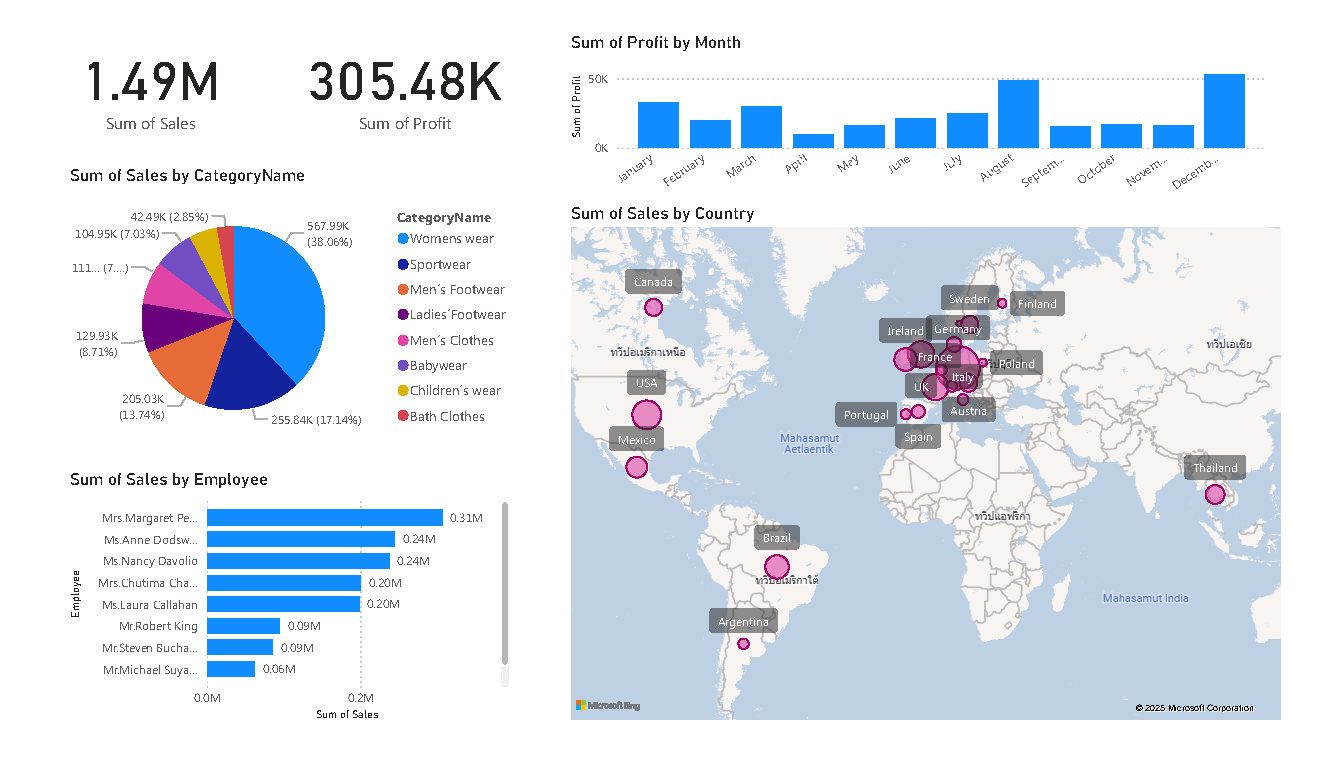 1.49M
Sum of Sales
305.48K
Sum of Profit
Sum of Sales by CategoryName
42.49K (2.85%)
104.95K (7.03%)
111... (7....)
129.93K
(8.71%)
205.03K
(13.74%)
255.84K (17.14%)
567.99K
(38.06%)
CategoryName
Womens wear
Sportwear
Men´s Footwear
Ladies´Footwear
Men´s Clothes
Babywear
Children´s wear
Bath Clothes
Sum of Sales by Employee
Employee
Mrs.Margaret Pe... 0.31M
Ms.Anne Dodsw... 0.24M
Ms.Nancy Davolio 0.24M
Mrs.Chutima Cha... 0.20M
Ms.Laura Callahan 0.20M
Mr.Robert King 0.09M
Mr.Steven Bucha... 0.09M
Mr.Michael Suya... 0.06M
0.0M 0.2M
Sum of Sales
Sum of Profit by Month
Sum of Profit
50K
0K
January February March April May June July August Septem... October Novem... Decemb...
Sum of Sales by Country
Canada
Sweden
Finland
Ireland
Germany
ทวีปอเมริกาเหนือ
ทวีปเอเชีย
France
Poland
USA
UK
Italy
Portugal
Austria
Mexico
Spain
Mahasamut
Aetlaentik
Thailand
ทวีปแอฟริกา
Brazil
ทวีปอเมริกาใต้
Mahasamut India
Argentina
Microsoft Bing
© 2025 Microsoft Corporation